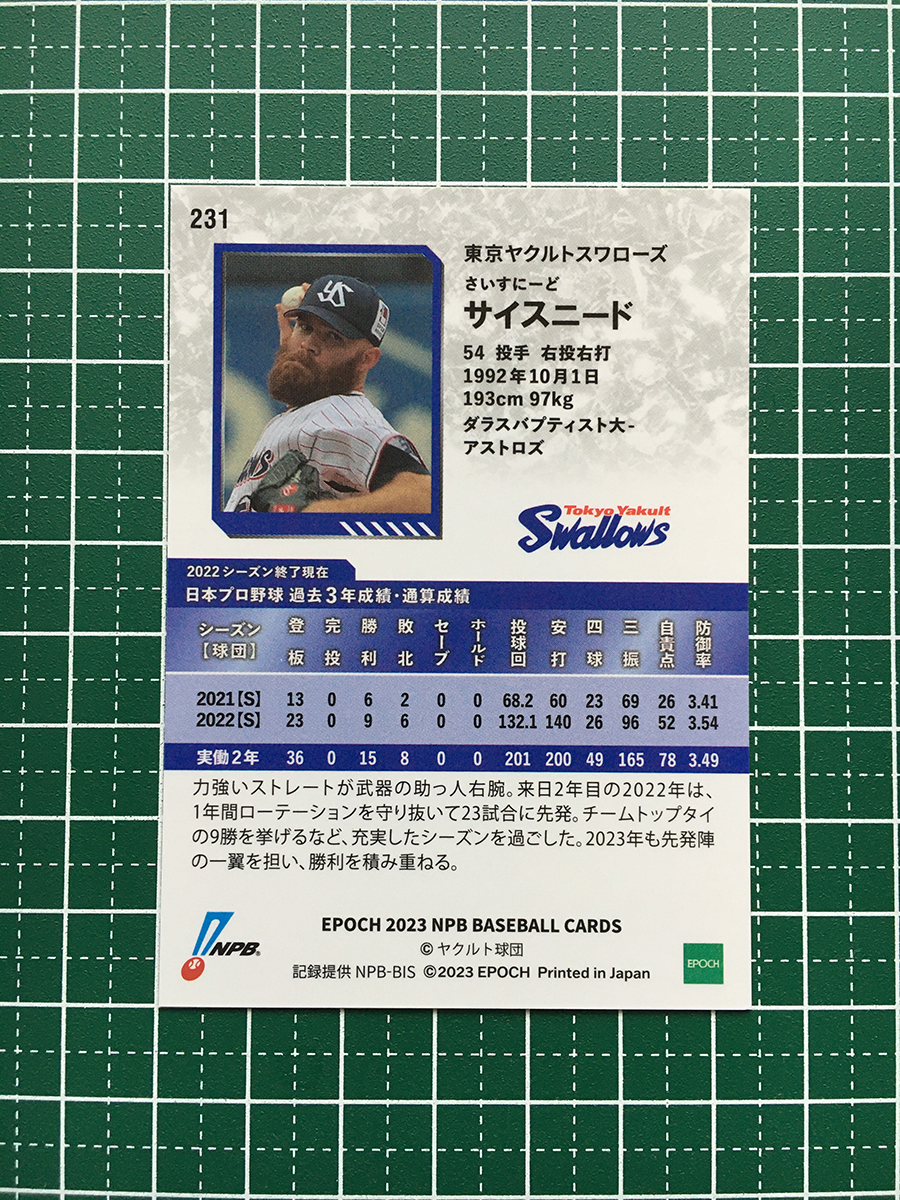 231
東京ヤクルトスワローズ
さいすにーど
サイスニード
54 投手 右投右打
1992年10月1日
193cm 97kg
ダラスバプティスト大-
アストロズ
Tokyo Yakult
Swallows
2022シーズン終了現在
日本プロ野球 過去3年成績・通算成績
シーズン【球団】 登板 完投 勝利 敗北 セーブ ホールド 投球回 安打 四球 三振 自責点 防御率
2021【S】 13 0 6 2 0 0 68.2 60 23 69 26 3.41
2022【S】 23 0 9 6 0 0 132.1 140 26 96 52 3.54
実働2年 36 0 15 8 0 0 201 200 49 165 78 3.49
力強いストレートが武器の助っ人右腕。来日2年目の2022年は、
1年間ローテーションを守り抜いて23試合に先発。チームトップタイ
の9勝を挙げるなど、充実したシーズンを過ごした。2023年も先発陣
の一翼を担い、勝利を積み重ねる。
NPB®
EPOCH 2023 NPB BASEBALL CARDS
©ヤクルト球団
記録提供 NPB-BIS ©2023 EPOCH Printed in Japan
EPOCH